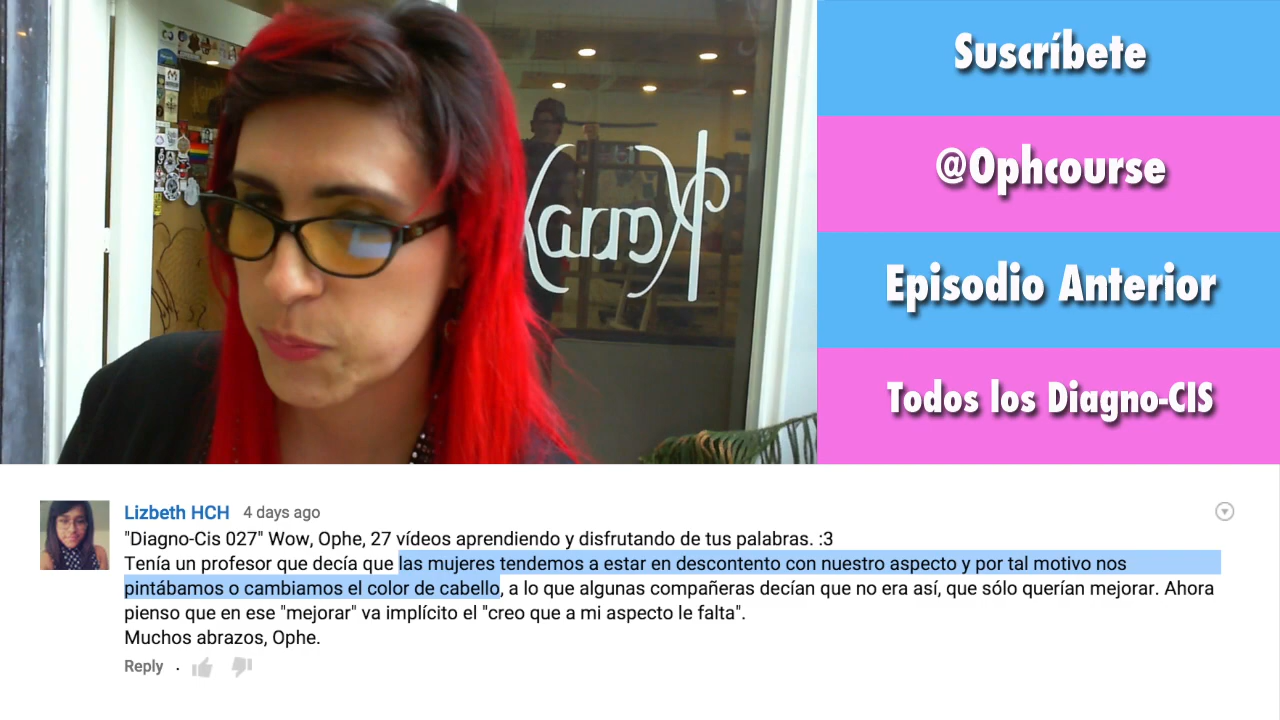 Suscríbete
@Ophcourse
Episodio Anterior
Todos los Diagno-CIS
Karma
Lizbeth HCH 4 days ago
"Diagno-Cis 027" Wow, Ophe, 27 vídeos aprendiendo y disfrutando de tus palabras. :3
Tenía un profesor que decía que las mujeres tendemos a estar en descontento con nuestro aspecto y por tal motivo nos
pintábamos o cambiamos el color de cabello, a lo que algunas compañeras decían que no era así, que sólo querían mejorar. Ahora
pienso que en ese "mejorar" va implícito el "creo que a mi aspecto le falta".
Muchos abrazos, Ophe.
Reply .